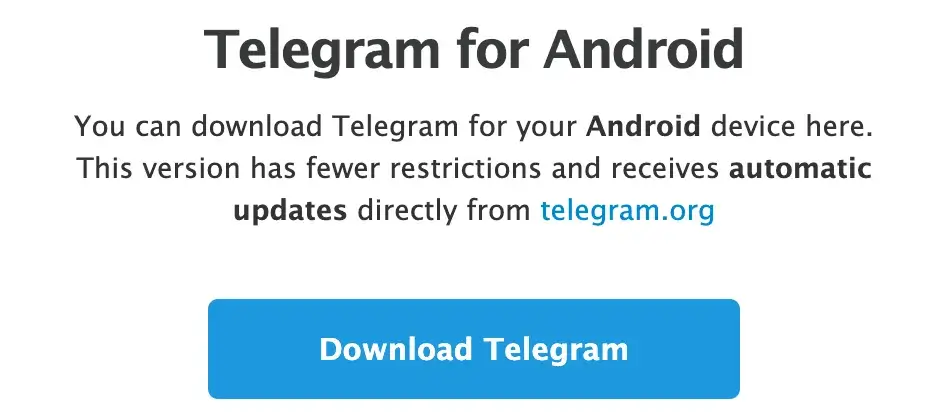 Telegram for Android
You can download Telegram for your Android device here.
This version has fewer restrictions and receives automatic
updates directly from telegram.org
Download Telegram